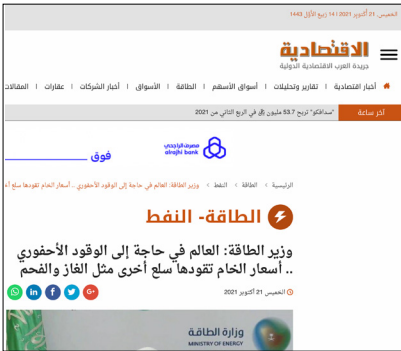 الخميس, 21 أكتوبر 2021 | 14 ربيع الأول 1443
الاقتصادية
جريدة العرب الاقتصادية الدولية
أخبار اقتصادية | تقارير وتحليلات | أسواق الأسهم | الطاقة | الأسواق | أخبار الشركات | عقارات | المقالات
آخر ساعة "سدافكو" تربح 53.7 مليون في الربع الثاني من 2021
مصرف الراجحي
alrajhi bank
فوق
الرئيسية > الطاقة > النفط > وزير الطاقة: العالم في حاجة إلى الوقود الأحفوري .. أسعار الخام تقودها سلع
الطاقة- النفط
وزير الطاقة: العالم في حاجة إلى الوقود الأحفوري
.. أسعار الخام تقودها سلع أخرى مثل الغاز والفحم
الخميس 21 أكتوبر 2021
وزارة الطاقة
MINISTRY OF ENERGY